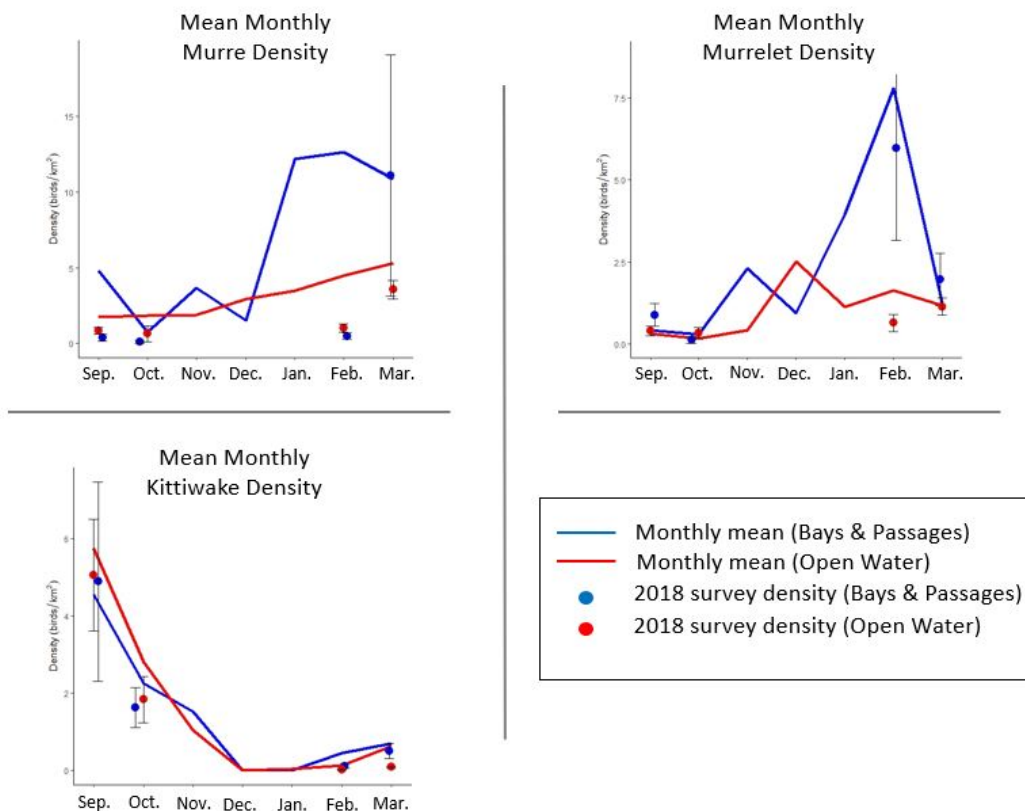 Mean Monthly
Murre Density
Density (birds/km²)
15
10
5
0
Sep. Oct. Nov. Dec. Jan. Feb. Mar.
Mean Monthly
Murrelet Density
Density (birds/km²)
7.5
5.0
2.5
0.0
Sep. Oct. Nov. Dec. Jan. Feb. Mar.
Mean Monthly
Kittiwake Density
Density (birds/km²)
6
4
2
0
Sep. Oct. Nov. Dec. Jan. Feb. Mar.
Monthly mean (Bays & Passages)
Monthly mean (Open Water)
2018 survey density (Bays & Passages)
2018 survey density (Open Water)